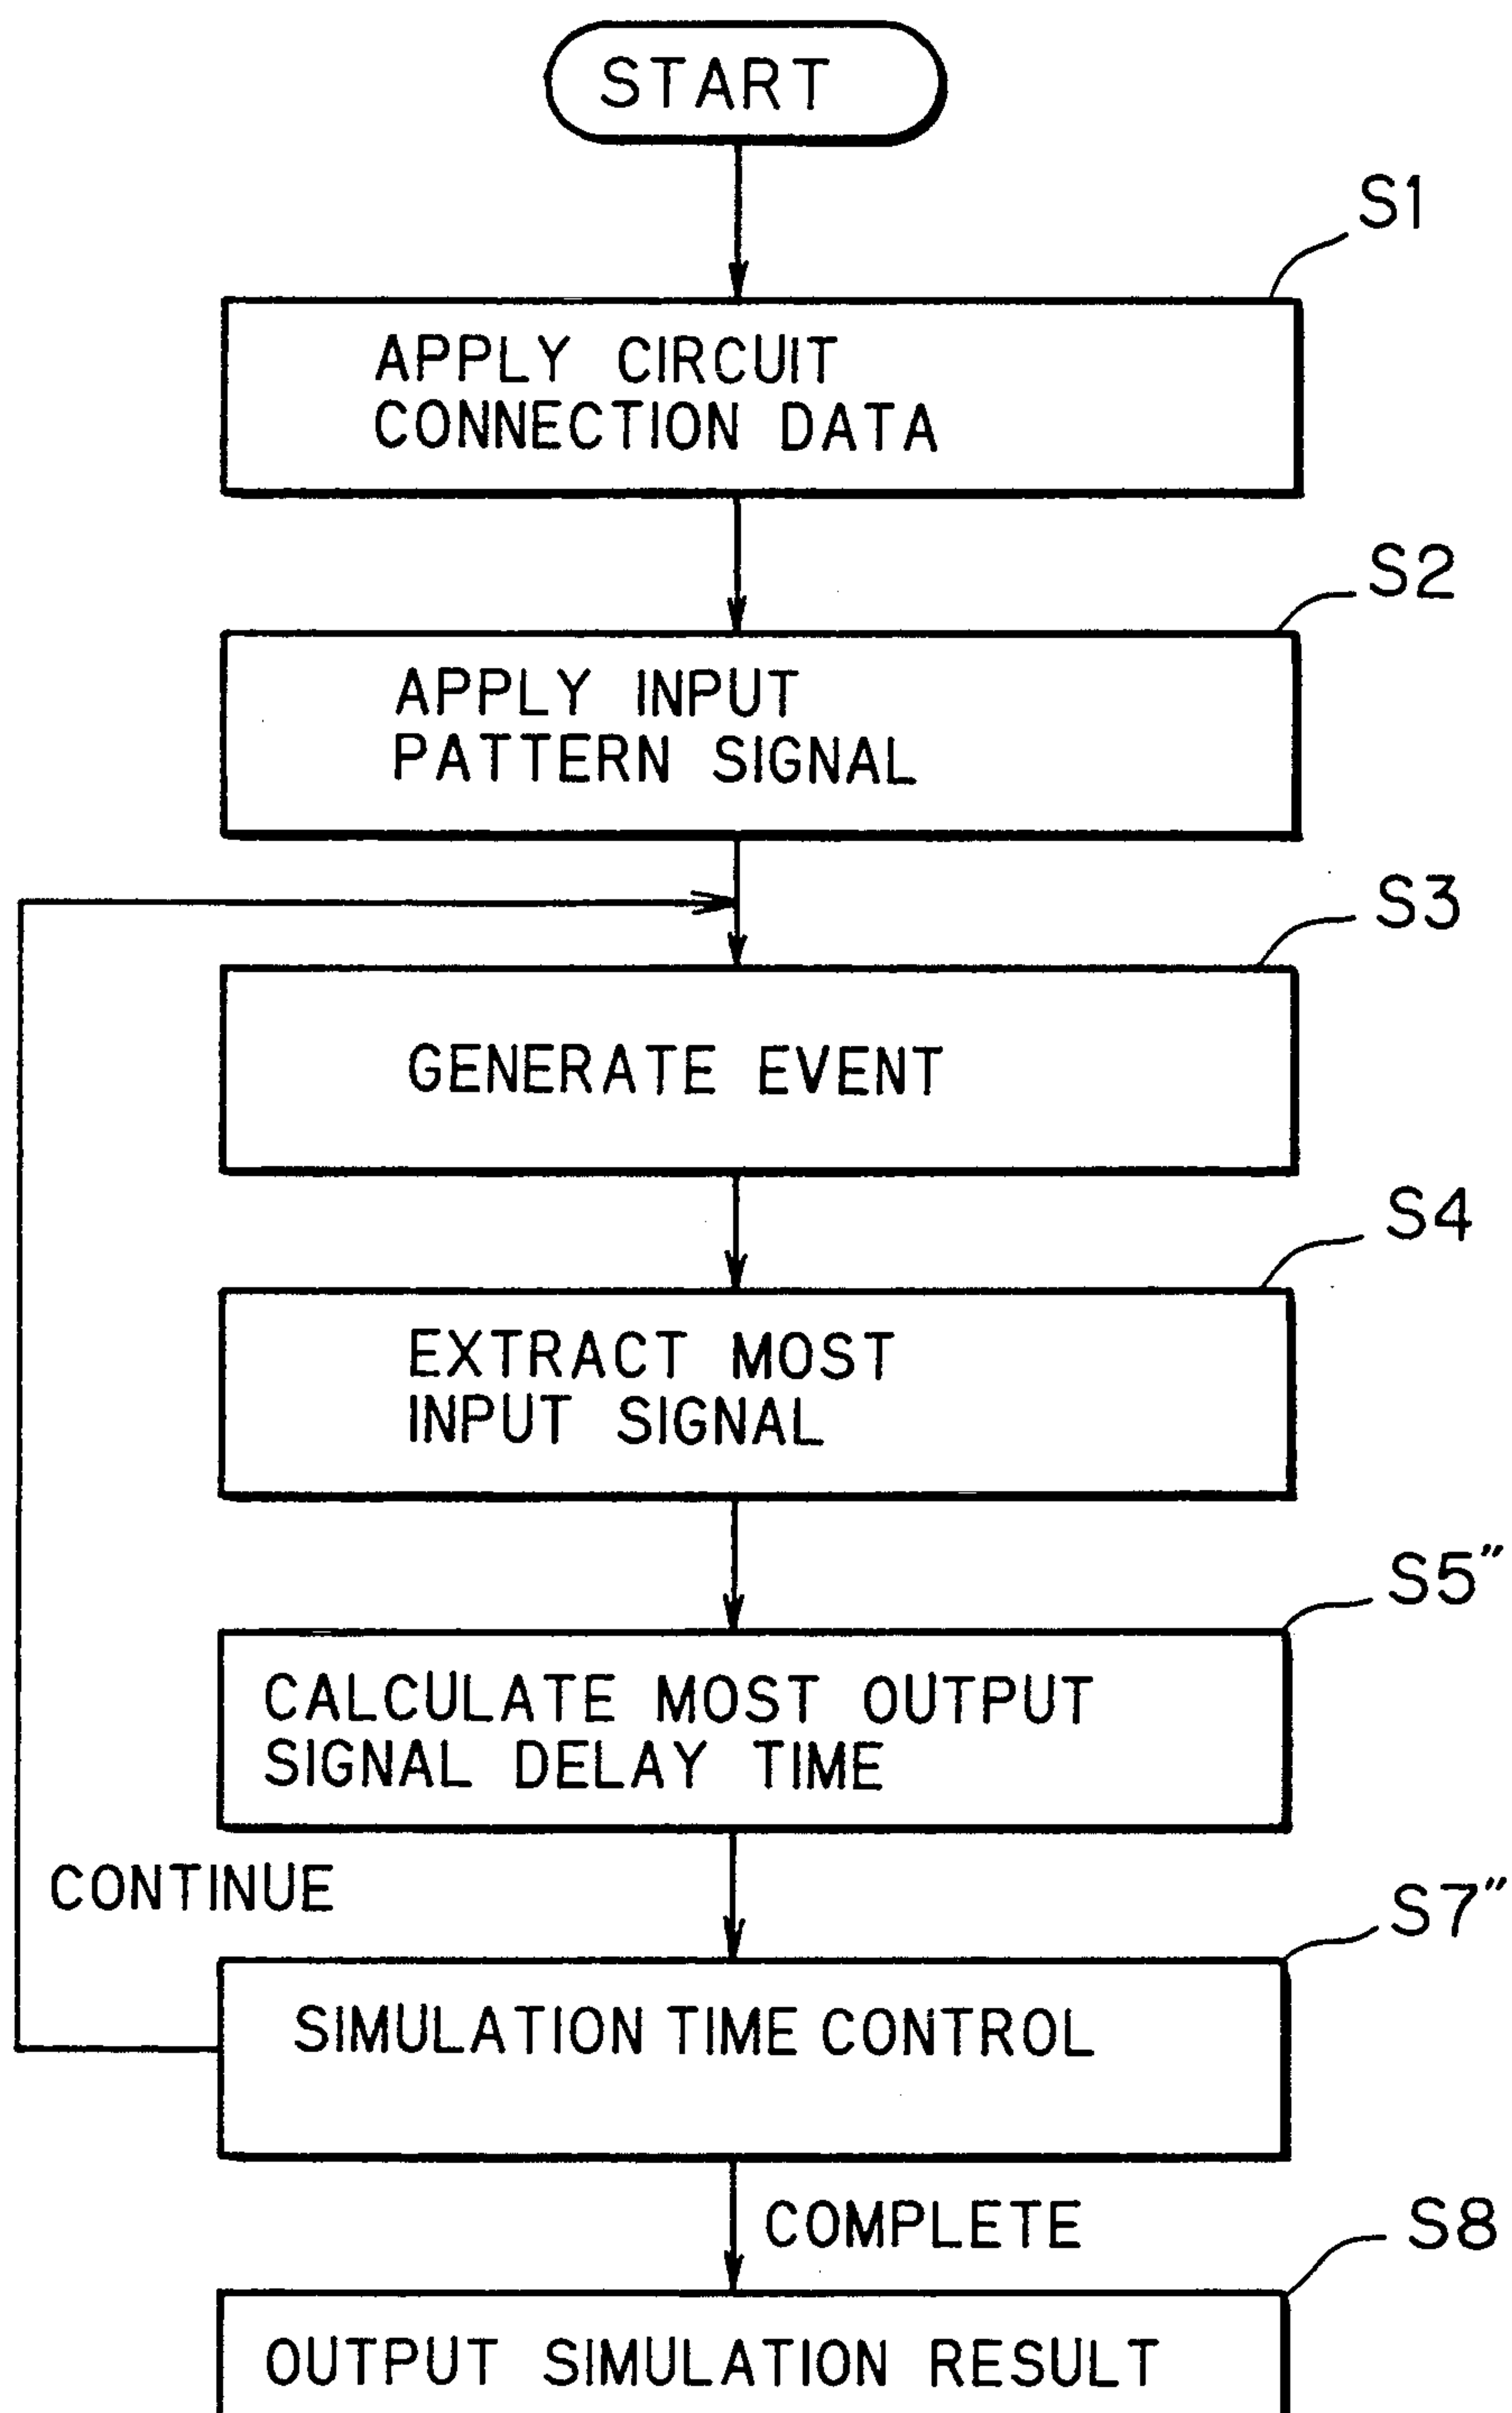 START
S1
APPLY CIRCUIT
CONNECTION DATA
S2
APPLY INPUT
PATTERN SIGNAL
S3
GENERATE EVENT
S4
EXTRACT MOST
INPUT SIGNAL
S5"
CALCULATE MOST OUTPUT
SIGNAL DELAY TIME
CONTINUE
S7"
SIMULATION TIME CONTROL
COMPLETE
S8
OUTPUT SIMULATION RESULT